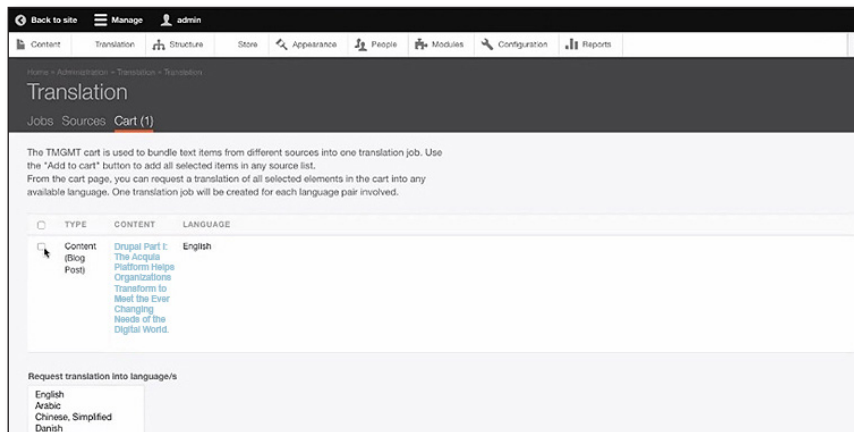 Back to site Manage admin
Content Translation Structure Store Appearance People Modules Configuration Reports
Home » Administration » Translation » Translation
Translation
Jobs Sources Cart (1)
The TMGMT cart is used to bundle text items from different sources into one translation job. Use
the "Add to cart" button to add all selected items in any source list.
From the cart page, you can request a translation of all selected elements in the cart into any
available language. One translation job will be created for each language pair involved.
TYPE CONTENT LANGUAGE
Content Drupal Part I: English
(Blog The Acquia
Post) Platform Helps
Organizations
Transform to
Meet the Ever
Changing
Needs of the
Digital World.
Request translation into language/s
English
Arabic
Chinese, Simplified
Danish